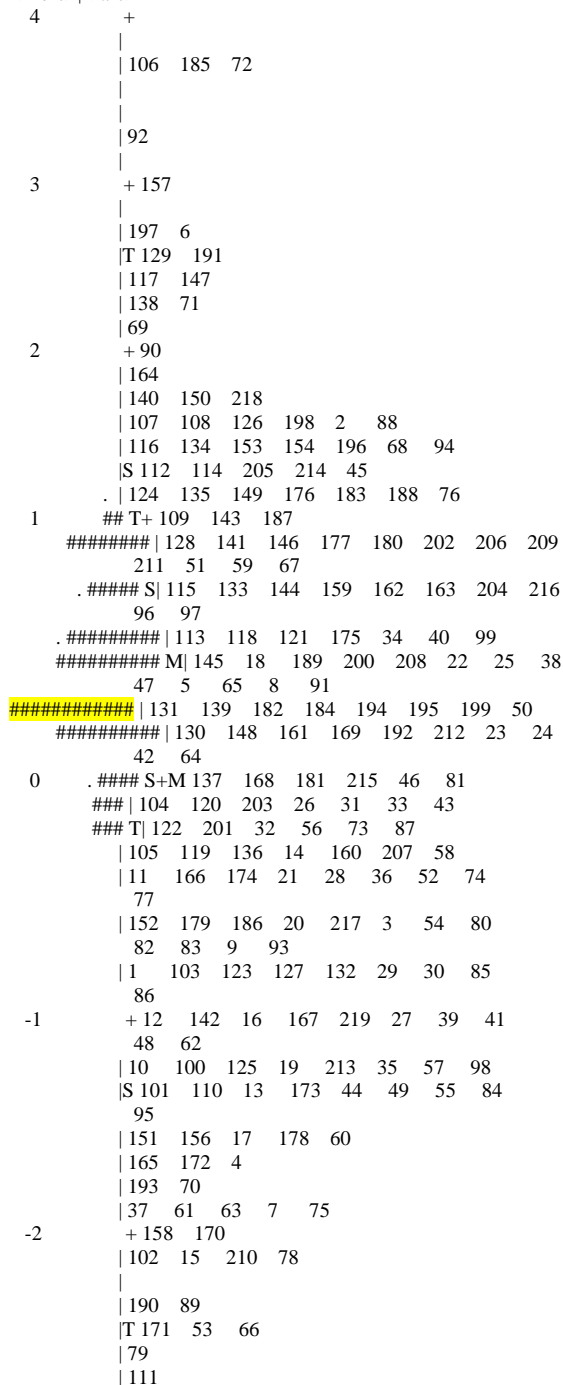 4 +
|
| 106 185 72
|
|
| 92
|
3 + 157
|
| 197 6
|T 129 191
| 117 147
| 138 71
| 69
2 + 90
| 164
| 140 150 218
| 107 108 126 198 2 88
| 116 134 153 154 196 68 94
|S 112 114 205 214 45
. | 124 135 149 176 183 188 76
1 ## T+ 109 143 187
######## | 128 141 146 177 180 202 206 209
211 51 59 67
. ##### S| 115 133 144 159 162 163 204 216
96 97
. ######### | 113 118 121 175 34 40 99
########## M| 145 18 189 200 208 22 25 38
47 5 65 8 91
############ | 131 139 182 184 194 195 199 50
########## | 130 148 161 169 192 212 23 24
42 64
0 . #### S+M 137 168 181 215 46 81
### | 104 120 203 26 31 33 43
### T| 122 201 32 56 73 87
| 105 119 136 14 160 207 58
| 11 166 174 21 28 36 52 74
77
| 152 179 186 20 217 3 54 80
82 83 9 93
| 1 103 123 127 132 29 30 85
86
-1 + 12 142 16 167 219 27 39 41
48 62
| 10 100 125 19 213 35 57 98
|S 101 110 13 173 44 49 55 84
95
| 151 156 17 178 60
| 165 172 4
| 193 70
| 37 61 63 7 75
-2 + 158 170
| 102 15 210 78
|
| 190 89
|T 171 53 66
| 79
| 111